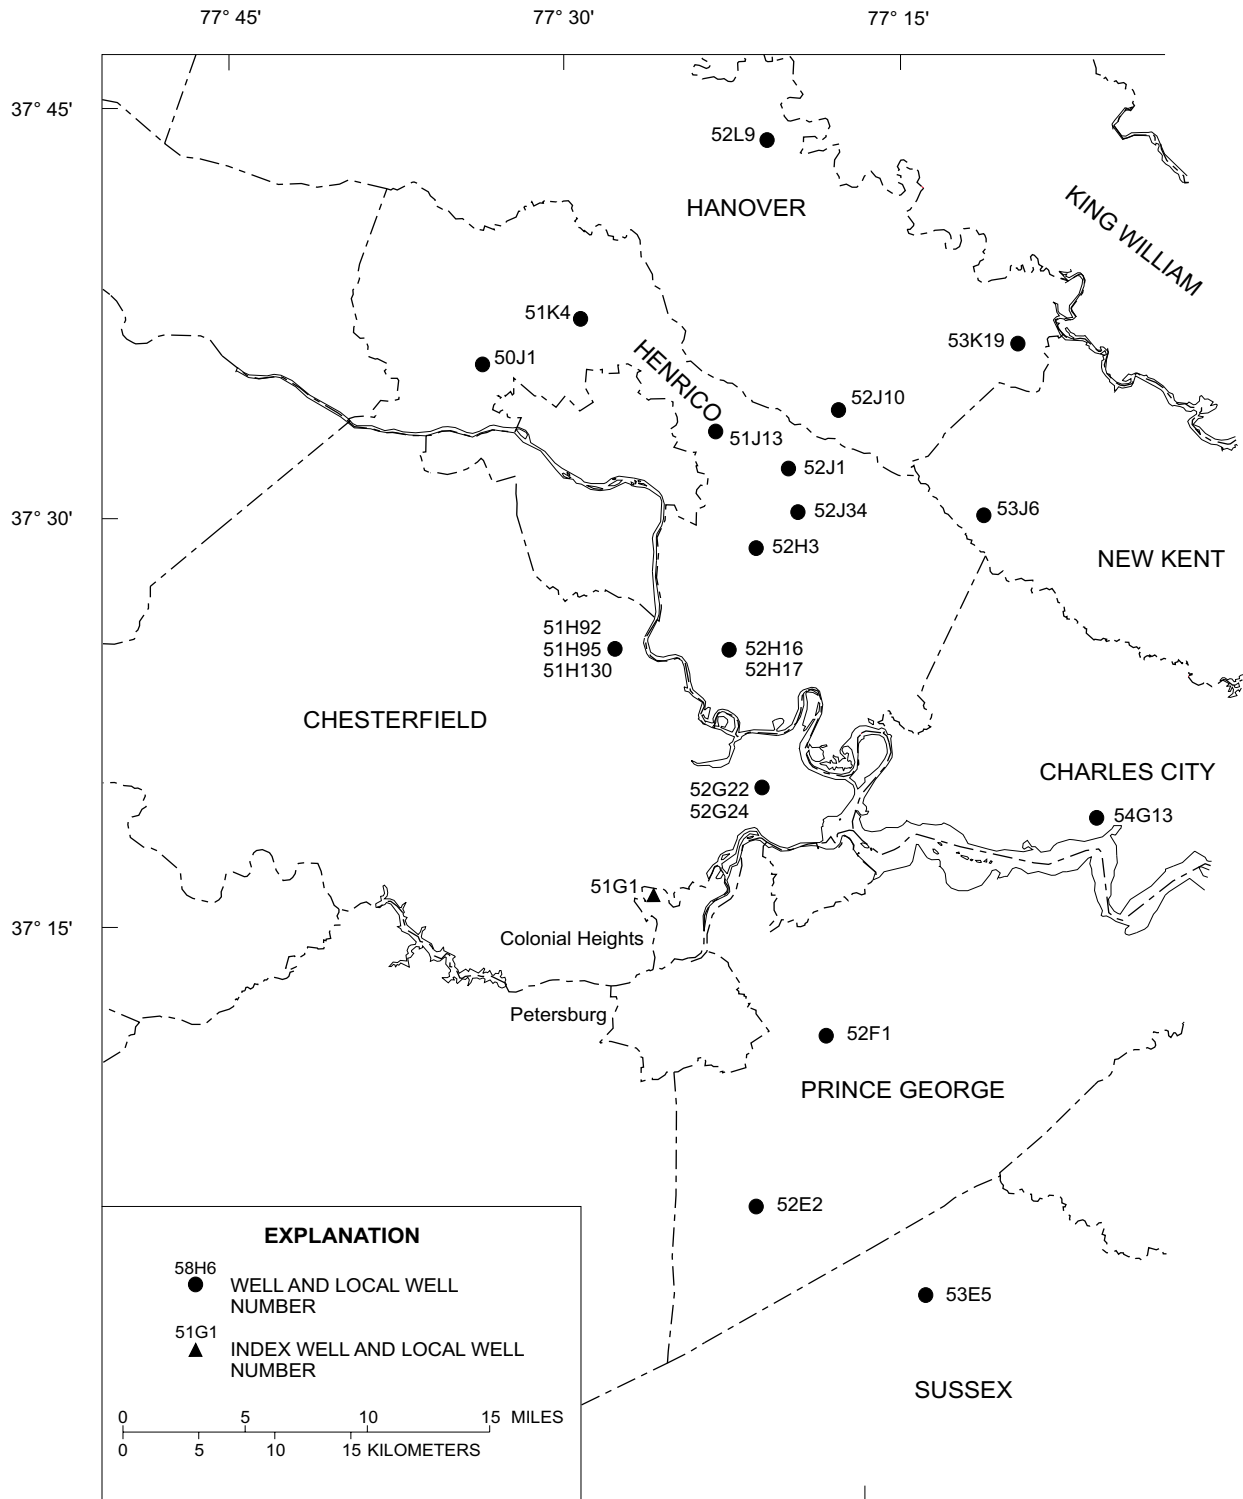 77° 45'
77° 30'
77° 15'
37° 45'
52L9
HANOVER
KING WILLIAM
51K4
53K19
50J1
HENRICO
52J10
51J13
52J1
52J34
53J6
37° 30'
52H3
NEW KENT
51H92
51H95
51H130
52H16
52H17
CHESTERFIELD
CHARLES CITY
52G22
52G24
54G13
51G1
37° 15'
Colonial Heights
Petersburg
52F1
PRINCE GEORGE
52E2
53E5
SUSSEX
EXPLANATION
58H6
WELL AND LOCAL WELL
NUMBER
51G1
INDEX WELL AND LOCAL WELL
NUMBER
0 5 10 15 MILES
0 5 10 15 KILOMETERS